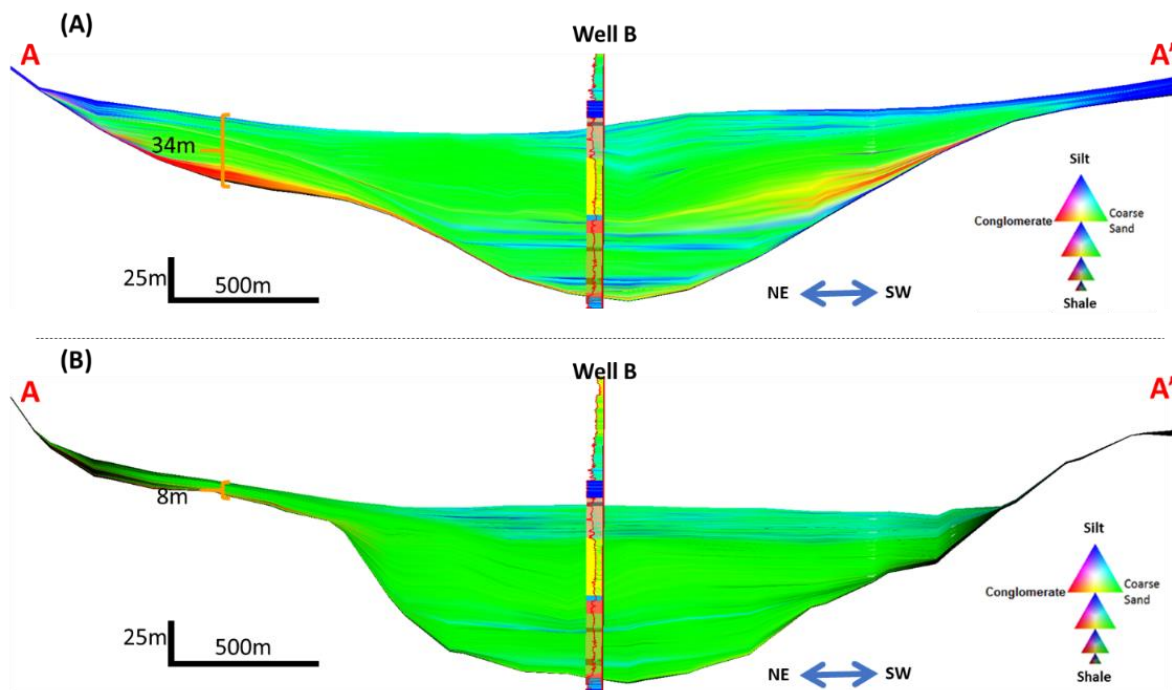 (A)
Well B
A
A'
34m
25m
500m
NE
SW
Silt
Conglomerate
Coarse
Sand
Shale
(B)
Well B
A
A'
8m
25m
500m
NE
SW
Silt
Conglomerate
Coarse
Sand
Shale